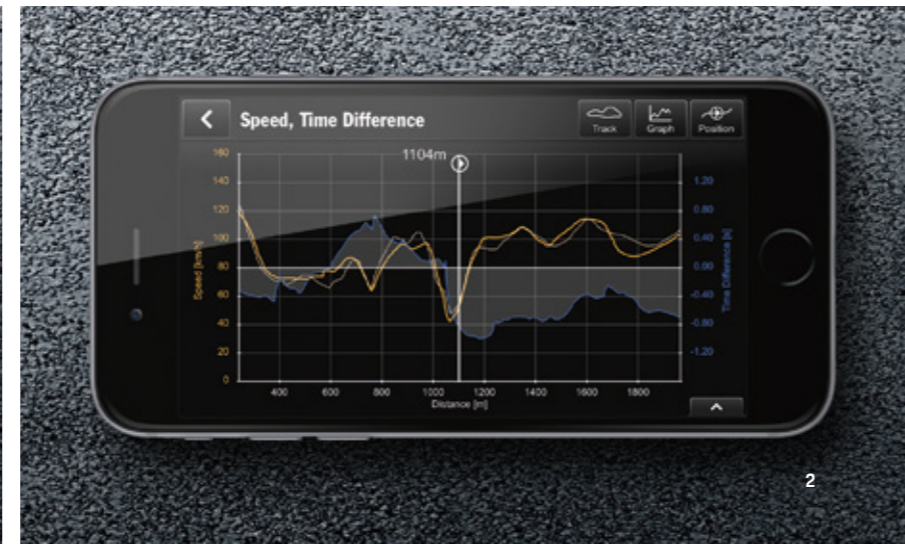 Speed, Time Difference
Track
Graph
Position
1104m
160
140
120
100
80
60
40
20
0
Speed [km/h]
1.20
0.80
0.40
0.00
-0.40
-0.80
-1.20
Time Difference [s]
400 600 800 1000 1200 1400 1600 1800
Distance [m]
2